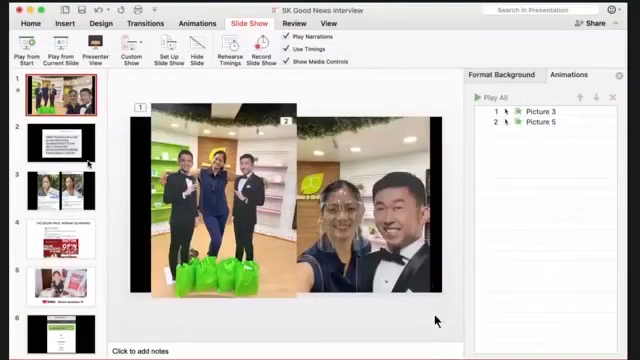 SK Good News interview
Search in Presentation
Home
Insert
Design
Transitions
Animations
Slide Show
Review
View
Share
Play from Start
Play from Current Slide
Presenter View
Custom Show
Set Up Slide Show
Hide Slide
Rehearse Timings
Record Slide Show
Play Narrations
Use Timings
Show Media Controls
Format Background
Animations
Play All
1 Picture 3
2 Picture 5
1
2
3
4
5
6
1
2
Click to add notes